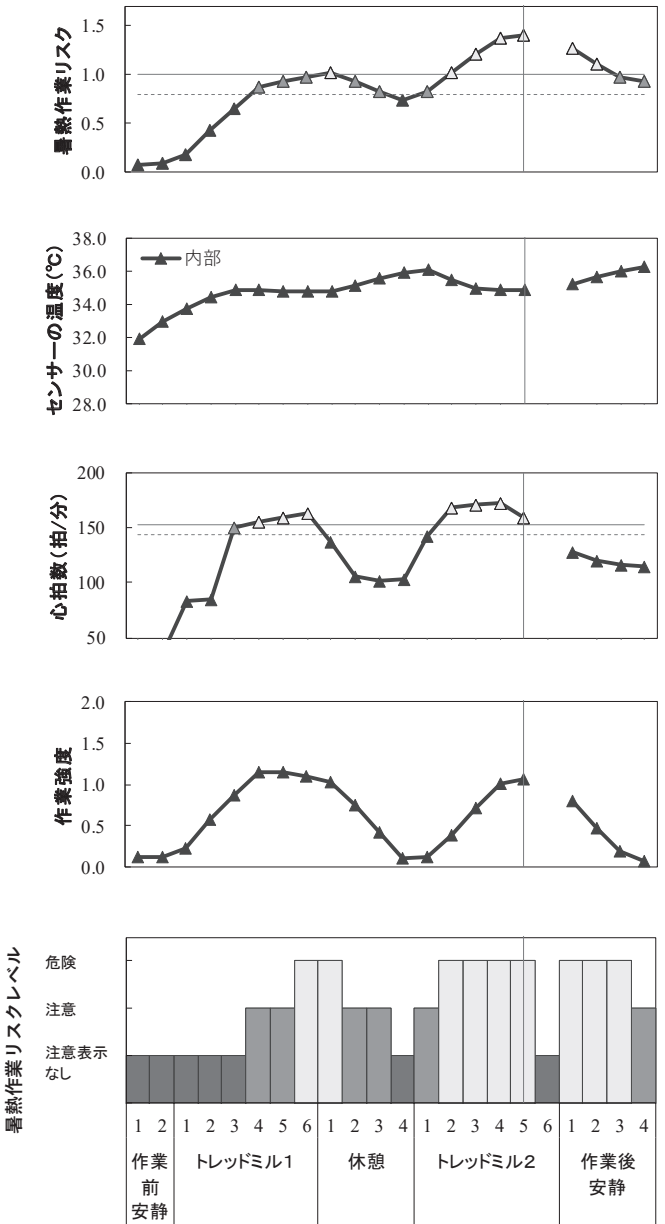 暑熱作業リスク
1.5
1.0
0.5
0.0
センサーの温度(℃)
38.0
36.0
34.0
32.0
30.0
28.0
内部
心拍数(拍/分)
200
150
100
50
作業強度
2.0
1.5
1.0
0.5
0.0
暑熱作業リスクレベル
危険
注意
注意表示
なし
1 2 1 2 3 4 5 6 1 2 3 4 1 2 3 4 5 6 1 2 3 4
作業
前
安静
トレッドミル1
休憩
トレッドミル2
作業後
安静